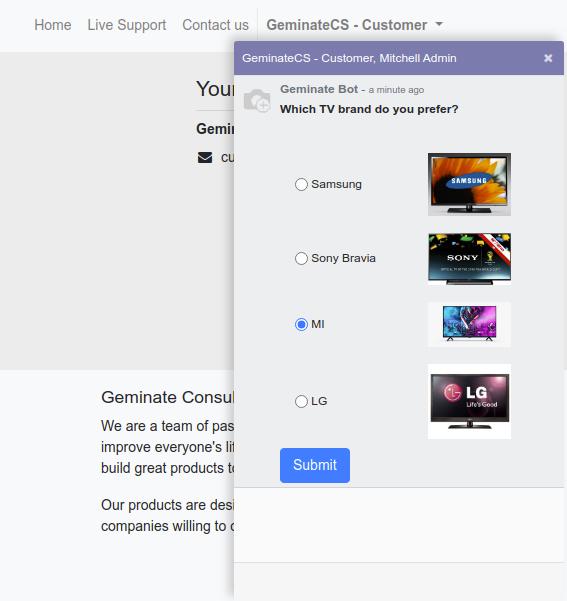 Home Live Support Contact us GeminateCS - Customer
GeminateCS - Customer, Mitchell Admin ×
Your
Geminate Bot - a minute ago
Which TV brand do you prefer?
Gemin
cu
Samsung
SAMSUNG
Sony Bravia
SONY
MI
LG
LG
Life's Good
Submit
Geminate Consul
We are a team of pas
improve everyone's lif
build great products to
Our products are desi
companies willing to o